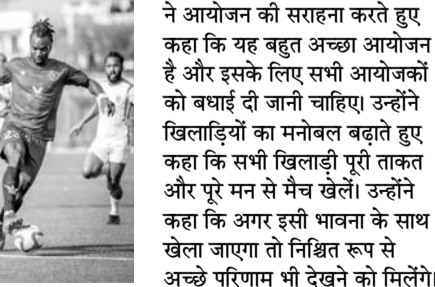 ने आयोजन की सराहना करते हुए
कहा कि यह बहुत अच्छा आयोजन
है और इसके लिए सभी आयोजकों
को बधाई दी जानी चाहिए। उन्होंने
खिलाड़ियों का मनोबल बढ़ाते हुए
कहा कि सभी खिलाड़ी पूरी ताकत
और पूरे मन से मैच खेलें। उन्होंने
कहा कि अगर इसी भावना के साथ
खेला जाएगा तो निश्चित रूप से
अच्छे परिणाम भी देखने को मिलेंगे।